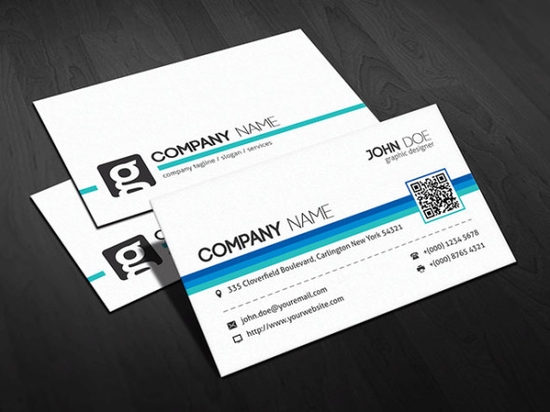 COMPANY NAME
company tagline / slogan / services
g
g
JOHN DOE
graphic designer
COMPANY NAME
335 Cloverfield Boulevard, Carlington New York 54321
+(000) 1234 5678
+(000) 8765 4321
john.doe@youremail.com
http://www.yourwebsite.com